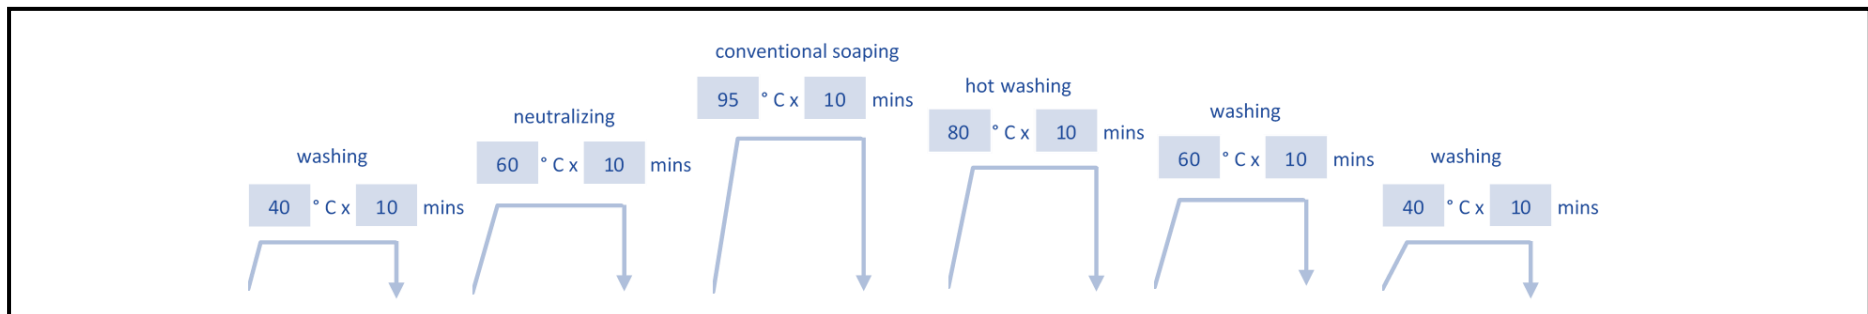 washing
40 ° C x 10 mins
neutralizing
60 ° C x 10 mins
conventional soaping
95 ° C x 10 mins
hot washing
80 ° C x 10 mins
washing
60 ° C x 10 mins
washing
40 ° C x 10 mins